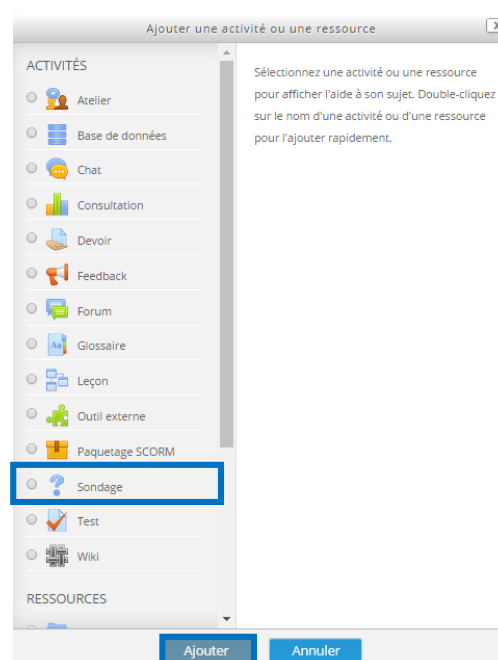 Ajouter une activité ou une ressource
ACTIVITÉS
Atelier
Base de données
Chat
Consultation
Devoir
Feedback
Forum
Glossaire
Leçon
Outil externe
Paquetage SCORM
Sondage
Test
Wiki
RESSOURCES
Sélectionnez une activité ou une ressource
pour afficher l'aide à son sujet. Double-cliquez
sur le nom d'une activité ou d'une ressource
pour l'ajouter rapidement.
Ajouter
Annuler